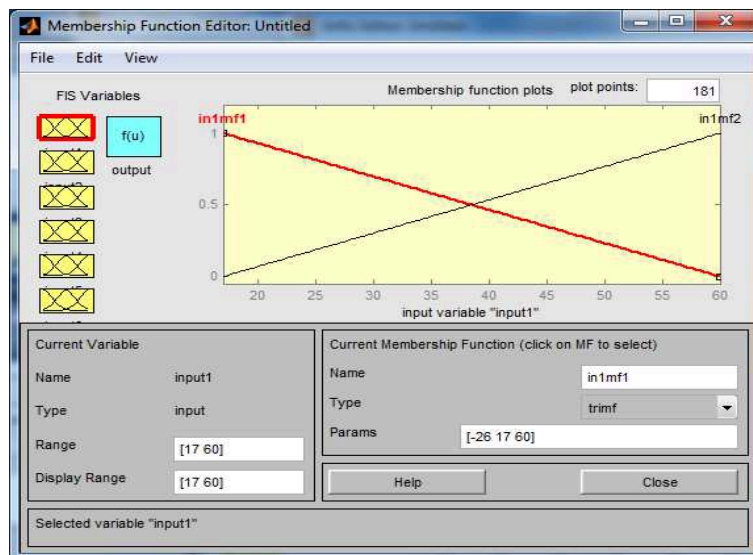 Membership Function Editor: Untitled
File Edit View
FIS Variables
f(u)
output
Membership function plots
plot points:
181
in1mf1
in1mf2
1
0.5
0
20 25 30 35 40 45 50 55 60
input variable "input1"
Current Variable
Name input1
Type input
Range [17 60]
Display Range [17 60]
Current Membership Function (click on MF to select)
Name in1mf1
Type trimf
Params [-26 17 60]
Help
Close
Selected variable "input1"